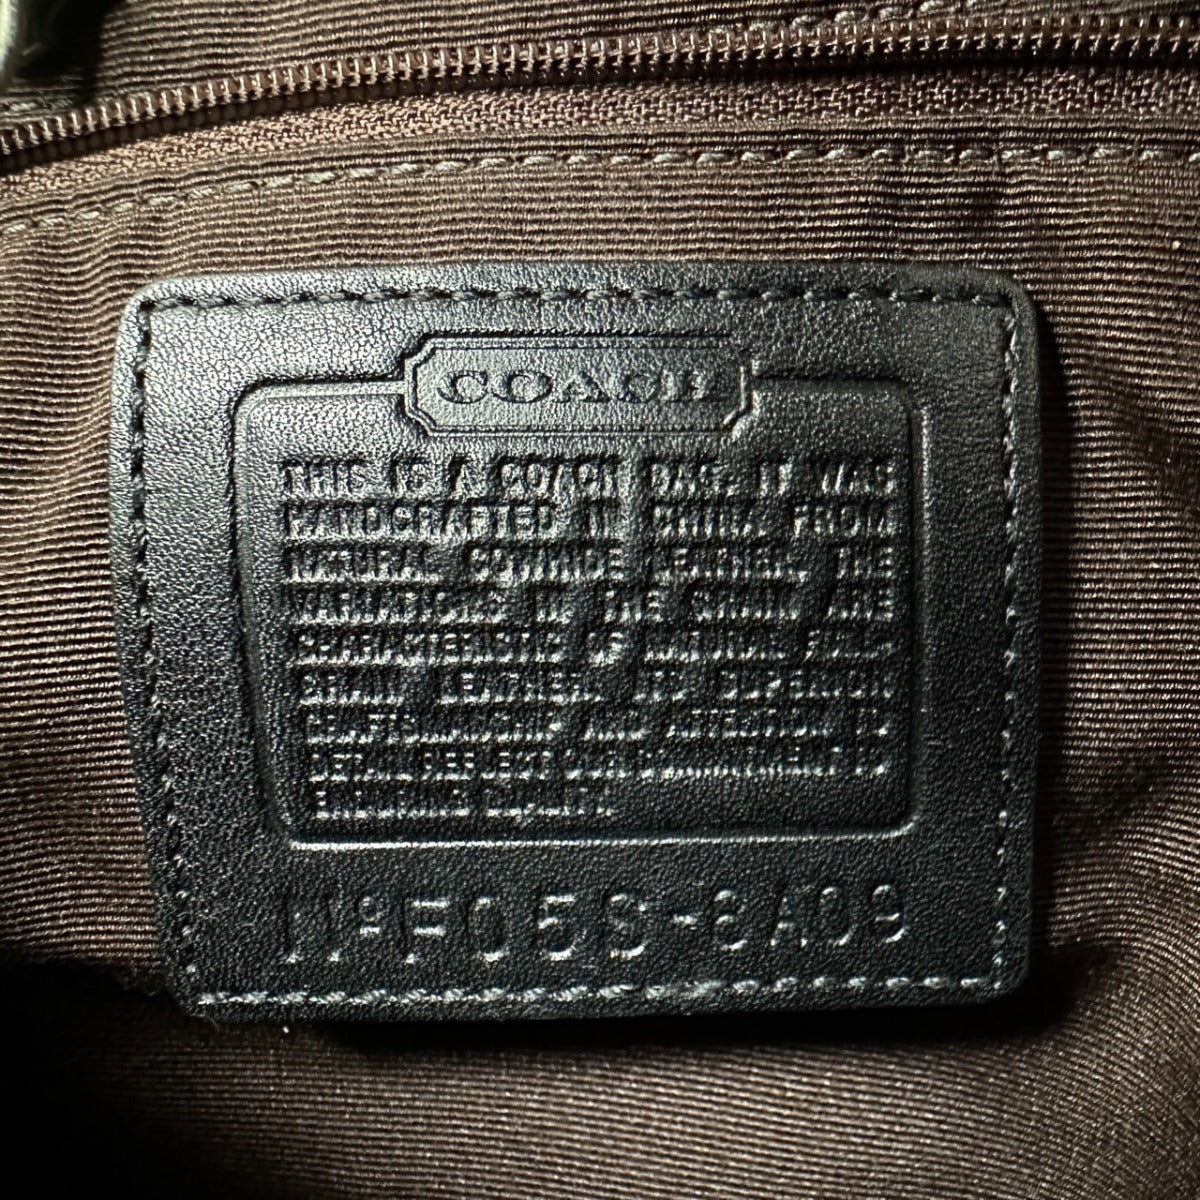 COACH
THIS IS A COACH BAG. IT WAS
HANDCRAFTED IN CHINA FROM
NATURAL COWHIDE LEATHER. THE
VARIATIONS IN THE GRAIN ARE
CHARACTERISTIC OF NATURAL FULL
GRAIN LEATHER. ITS SUPERIOR
CRAFTSMANSHIP AND ATTENTION TO
DETAIL REFLECT OUR COMMITMENT TO
ENDURING QUALITY.
NºF05S-6A09